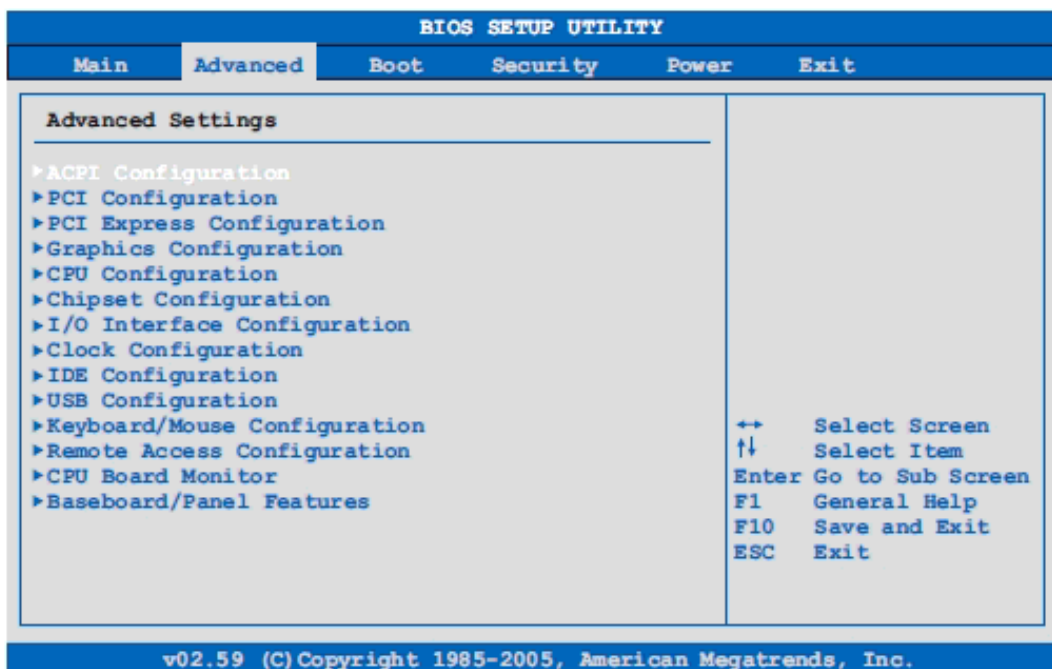 BIOS SETUP UTILITY
Main Advanced Boot Security Power Exit
Advanced Settings
►ACPI Configuration
►PCI Configuration
►PCI Express Configuration
►Graphics Configuration
►CPU Configuration
►Chipset Configuration
►I/O Interface Configuration
►Clock Configuration
►IDE Configuration
►USB Configuration
►Keyboard/Mouse Configuration
►Remote Access Configuration
►CPU Board Monitor
►Baseboard/Panel Features
↔ Select Screen
↑↓ Select Item
Enter Go to Sub Screen
F1 General Help
F10 Save and Exit
ESC Exit
v02.59 (C)Copyright 1985-2005, American Megatrends, Inc.